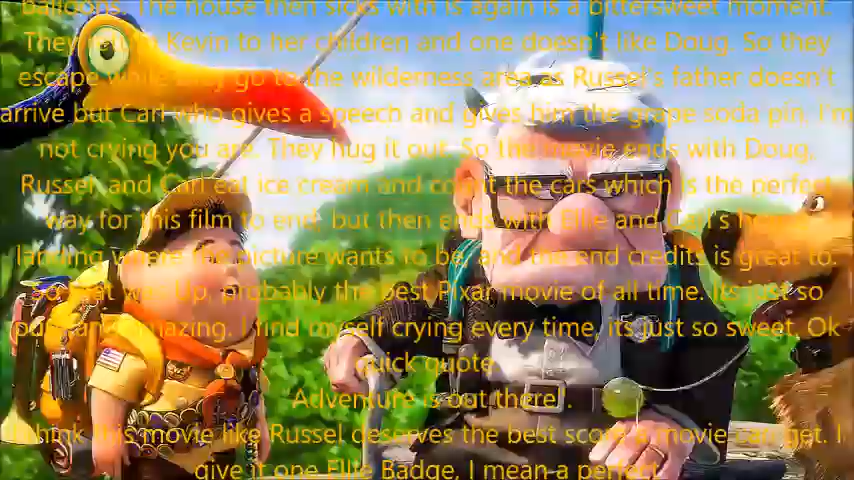 balloons. The house then sicks with is again is a bittersweet moment.
They return Kevin to her children and one doesn't like Doug. So they
escape while they go to the wilderness area as Russel's father doesn't
arrive but Carl who gives a speech and gives him the grape soda pin. I'm
not crying you are. They hug it out. So the movie ends with Doug,
Russel and Carl eat ice cream and count the cars which is the perfect
way for this film to end, but then ends with Ellie and Carl's house
landing where the picture wants to be, and the end credits is great to.
So that was Up, probably the best Pixar movie of all time. Its just so
and amazing. I find myself crying every time, its just so sweet. Ok
quick quote
Adventure is out there .
I think this movie like Russel deserves the best score a movie can get. I
give it one Ellie Badge, I mean a perfect